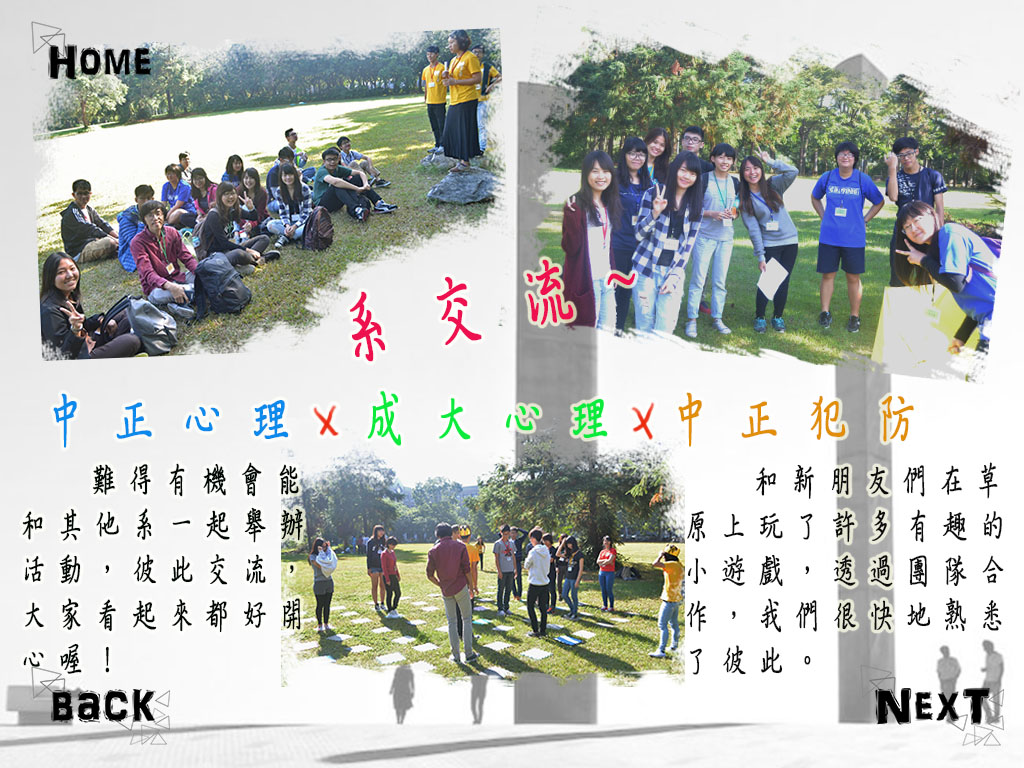 HOME
系交流~
中正心理x成大心理x中正犯防
難得有機會能
和其他系一起舉辦
活動，彼此交流，
大家看起來都好開
心喔！
和新朋友們在草
原上玩了許多有趣的
小遊戲，透過團隊合
作，我們很快地熟悉
了彼此。
BaCK
NEXT